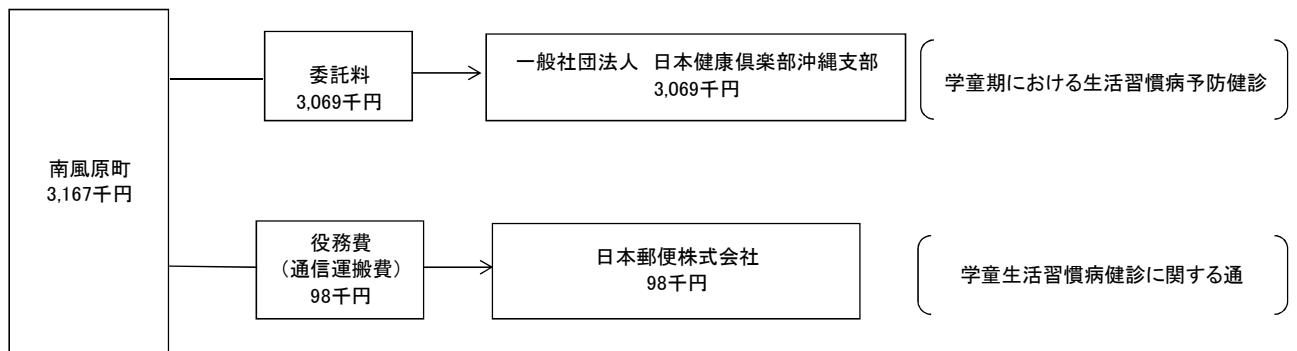 南風原町
3,167千円
委託料
3,069千円
一般社団法人 日本健康倶楽部沖縄支部
3,069千円
学童期における生活習慣病予防健診
役務費
（通信運搬費）
98千円
日本郵便株式会社
98千円
学童生活習慣病健診に関する通